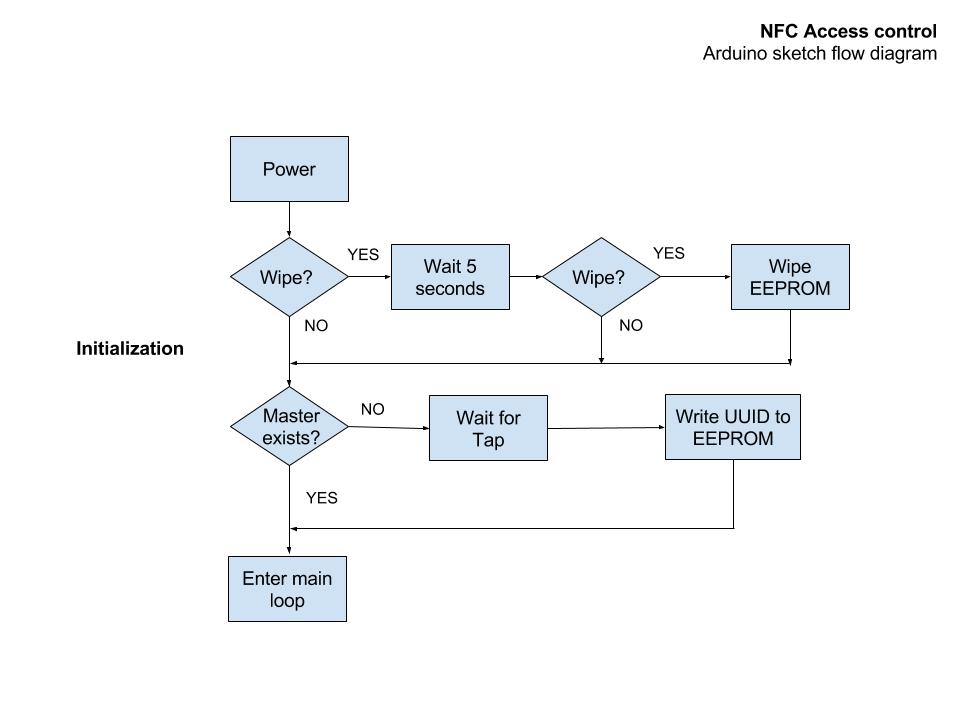 NFC Access control
Arduino sketch flow diagram
Power
Wipe?
YES
Wait 5
seconds
Wipe?
YES
Wipe
EEPROM
NO
NO
Initialization
Master
exists?
NO
Wait for
Tap
Write UUID to
EEPROM
YES
Enter main
loop